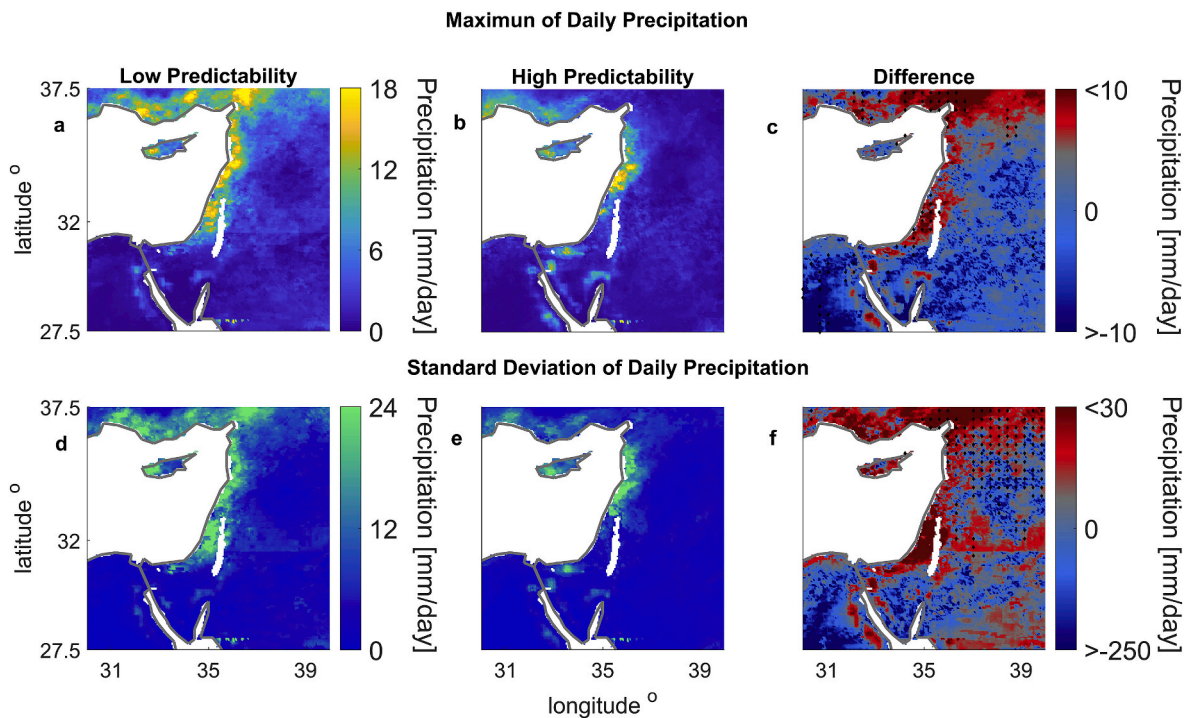 Maximun of Daily Precipitation
Low Predictability
High Predictability
Difference
37.5
32
27.5
latitude °
a
18
12
6
0
Precipitation [mm/day]
b
Precipitation [mm/day]
c
<10
0
>-10
Precipitation [mm/day]
Standard Deviation of Daily Precipitation
37.5
32
27.5
latitude °
d
24
12
0
Precipitation [mm/day]
e
f
<30
0
>-250
Precipitation [mm/day]
31
35
39
31
35
39
31
35
39
longitude °